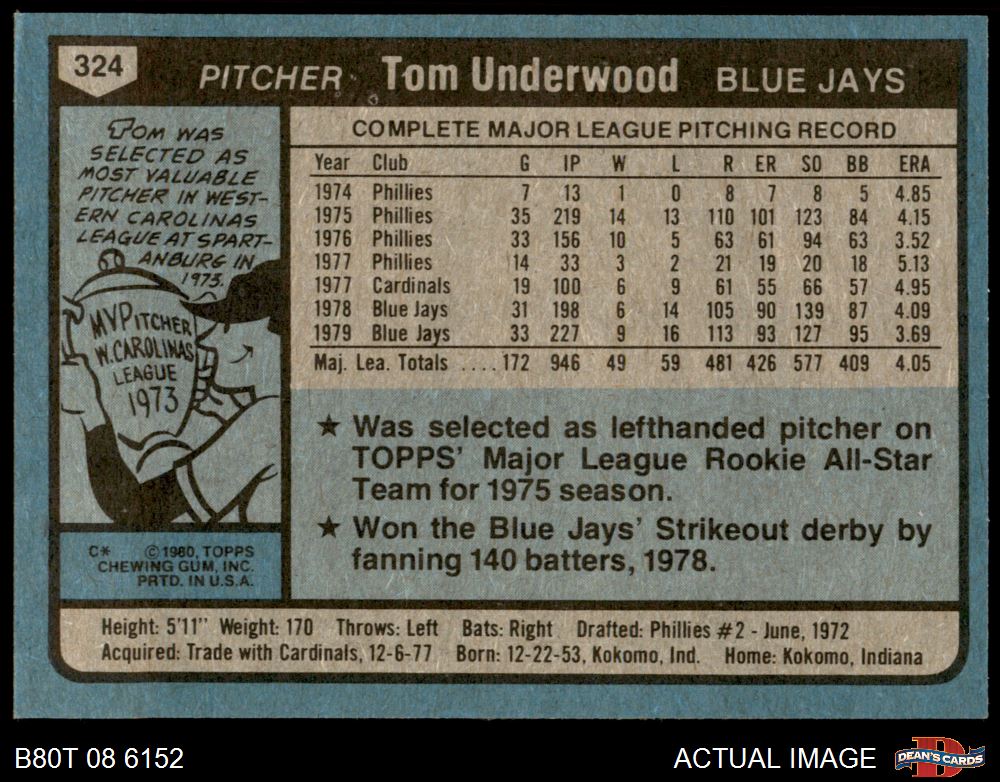 324
PITCHER Tom Underwood BLUE JAYS
TOM WAS
SELECTED AS
MOST VALUABLE
PITCHER IN WEST-
ERN CAROLINAS
LEAGUE AT SPART-
ANBURG IN
1973.
MVPITCHER
W. CAROLINAS
LEAGUE
1973
COMPLETE MAJOR LEAGUE PITCHING RECORD
Year Club G IP W L R ER SO BB ERA
1974 Phillies 7 13 1 0 8 7 8 5 4.85
1975 Phillies 35 219 14 13 110 101 123 84 4.15
1976 Phillies 33 156 10 5 63 61 94 63 3.52
1977 Phillies 14 33 3 2 21 19 20 18 5.13
1977 Cardinals 19 100 6 9 61 55 66 57 4.95
1978 Blue Jays 31 198 6 14 105 90 139 87 4.09
1979 Blue Jays 33 227 9 16 113 93 127 95 3.69
Maj. Lea. Totals .... 172 946 49 59 481 426 577 409 4.05
★ Was selected as lefthanded pitcher on
TOPPS' Major League Rookie All-Star
Team for 1975 season.
★ Won the Blue Jays' Strikeout derby by
fanning 140 batters, 1978.
C* © 1980, TOPPS
CHEWING GUM, INC.
PRTD. IN U.S.A.
Height: 5'11" Weight: 170 Throws: Left Bats: Right Drafted: Phillies #2 - June, 1972
Acquired: Trade with Cardinals, 12-6-77 Born: 12-22-53, Kokomo, Ind. Home: Kokomo, Indiana
B80T 08 6152
ACTUAL IMAGE
D
DEAN'S CARDS